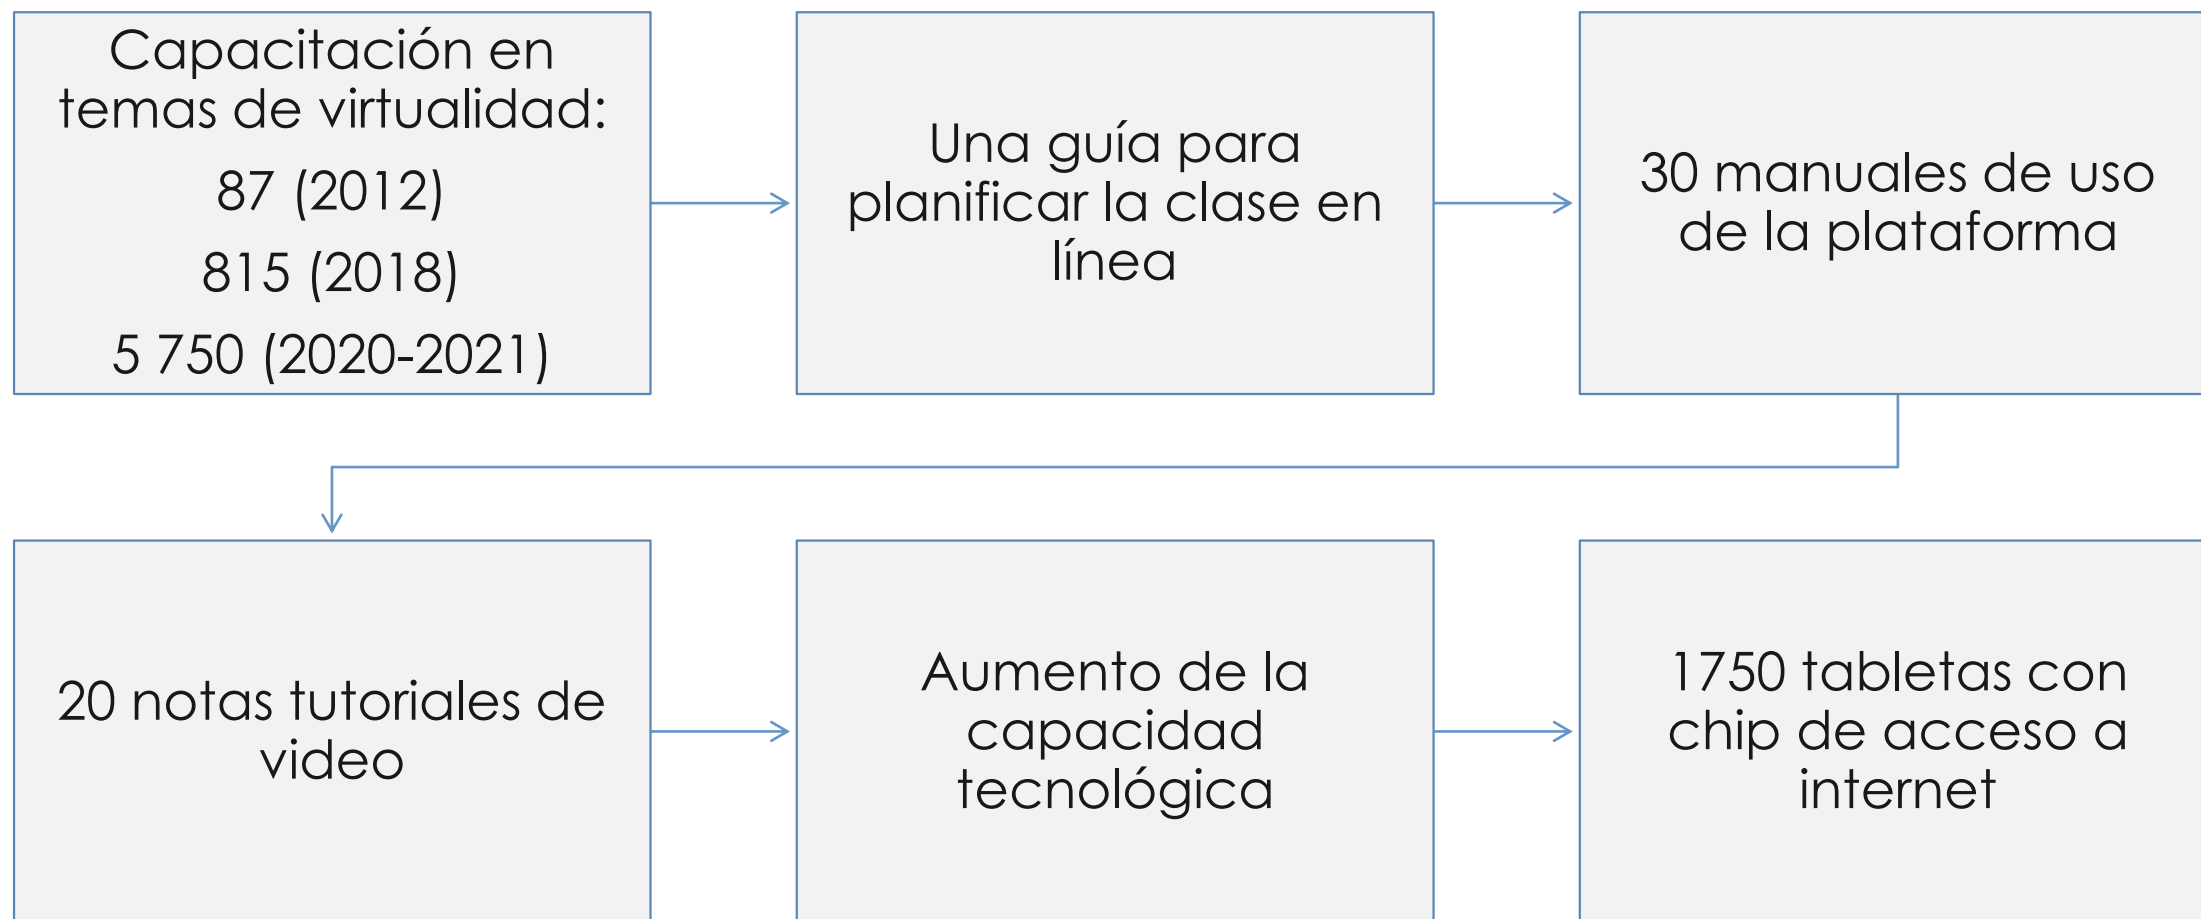 Capacitación en
temas de virtualidad:
87 (2012)
815 (2018)
5 750 (2020-2021)
Una guía para
planificar la clase en
línea
30 manuales de uso
de la plataforma
20 notas tutoriales de
video
Aumento de la
capacidad
tecnológica
1750 tabletas con
chip de acceso a
internet